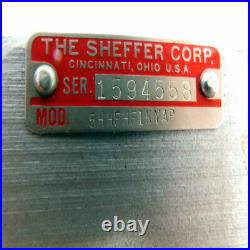 THE SHEFFER CORP.
CINCINNATI, OHIO U.S.A.
SER. 1594558
MOD.